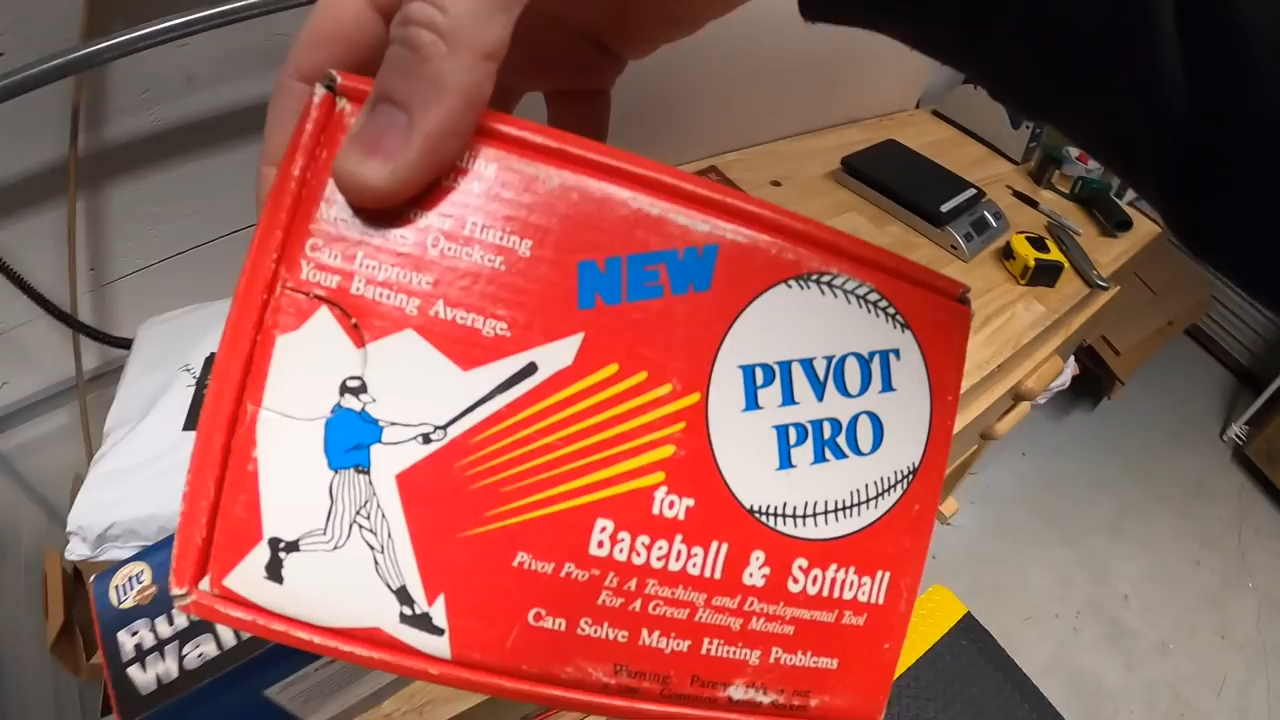 Hitting
Quicker.
Can Improve
Your Batting Average.
NEW
PIVOT
PRO
for
Baseball & Softball
Pivot Pro™ Is A Teaching and Developmental Tool
For A Great Hitting Motion
Can Solve Major Hitting Problems
Warning:
Lite